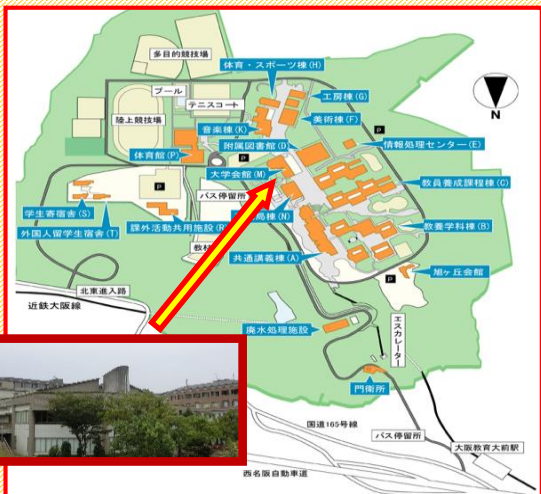 多目的競技場
体育・スポーツ棟(H)
プール
テニスコート
工房棟(G)
陸上競技場
音楽棟(K)
美術棟(F)
N
附属図書館(D)
P
情報処理センター(E)
体育館(P)
P
大学会館(M)
教員養成課程棟(C)
P
バス停留所
学生寄宿舎(S)
局棟(N)
外国人留学生宿舎(T)
課外活動共用施設(R)
教養学科棟(B)
共通講義棟(A)
P
旭ヶ丘会館
北東進入路
近鉄大阪線
廃水処理施設
エスカレーター
門衛所
国道165号線
バス停留所
大阪教育大前駅
西名阪自動車道